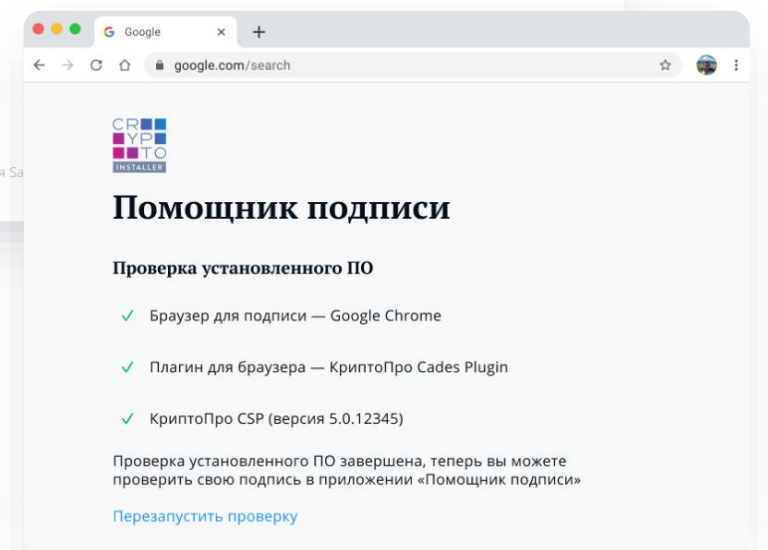 Google
google.com/search
CR
YP
TO
INSTALLER
я Sa
Помощник подписи
Проверка установленного ПО
Браузер для подписи — Google Chrome
Плагин для браузера — КриптоПро Cades Plugin
КриптоПро CSP (версия 5.0.12345)
Проверка установленного ПО завершена, теперь вы можете
проверить свою подпись в приложении «Помощник подписи»
Перезапустить проверку